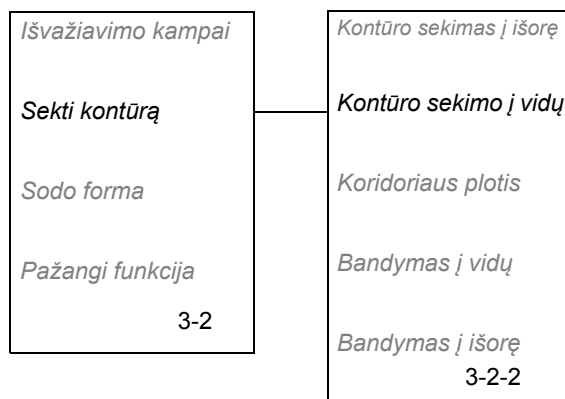 Išvažiavimo kampai
Sekti kontūrą
Sodo forma
Pažangi funkcija
3-2
Kontūro sekimas į išorę
Kontūro sekimo į vidų
Koridoriaus plotis
Bandymas į vidų
Bandymas į išorę
3-2-2